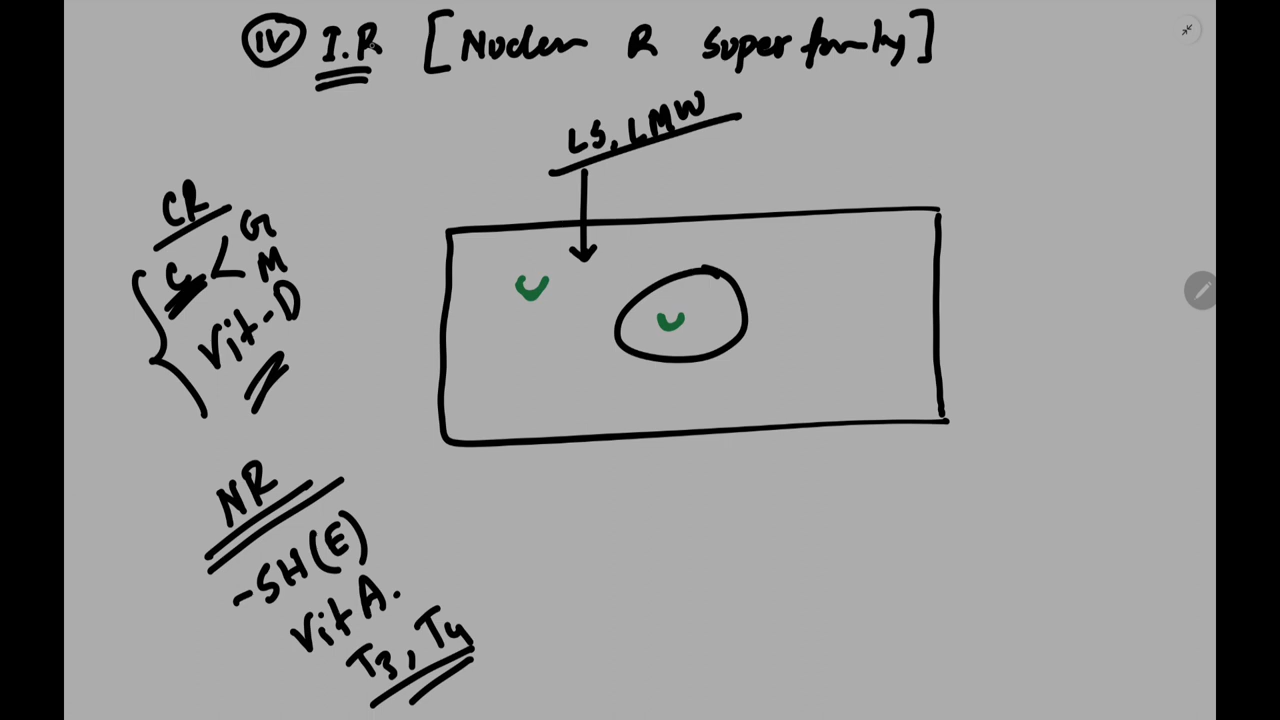 IV I.R [Nuclear R Superfamily]
LS, LMW
CR
C < G
M
Vit-D
NR
-SH(E)
Vit A.
T3, T4